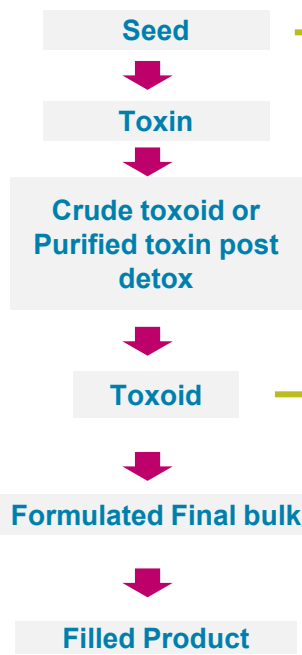 Seed
Toxin
Crude toxoid or
Purified toxin post
detox
Toxoid
Formulated Final bulk
Filled Product